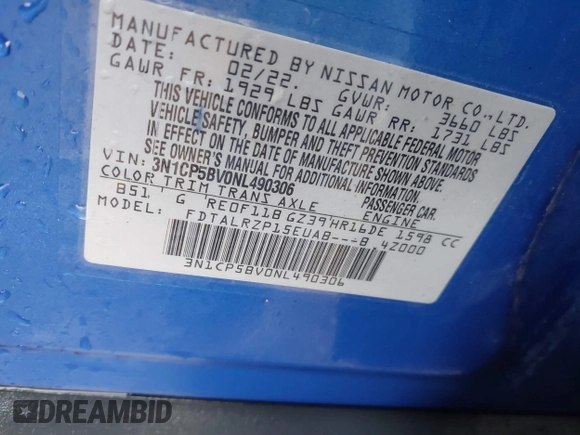 MANUFACTURED BY NISSAN MOTOR CO.,LTD.
DATE: 02/22. GVWR: 3660 LBS
GAWR FR: 1929 LBS GAWR RR: 1731 LBS
THIS VEHICLE CONFORMS TO ALL APPLICABLE FEDERAL MOTOR
VEHICLE SAFETY, BUMPER AND THEFT PREVENTION STANDARDS
IN EFFECT ON THE DATE OF MANUFACTURE SHOWN ABOVE.
SEE OWNER'S MANUAL FOR ADDITIONAL INFORMATION.
VIN: 3N1CP5BV0NL490306 PASSENGER CAR.
COLOR TRIM TRANS AXLE ENGINE
B51 G RE0F11B GZ39 HR16DE 1598 CC
FDTALRZP15EUAB---B 4Z000
3N1CP5BV0NL490306
DREAMBID